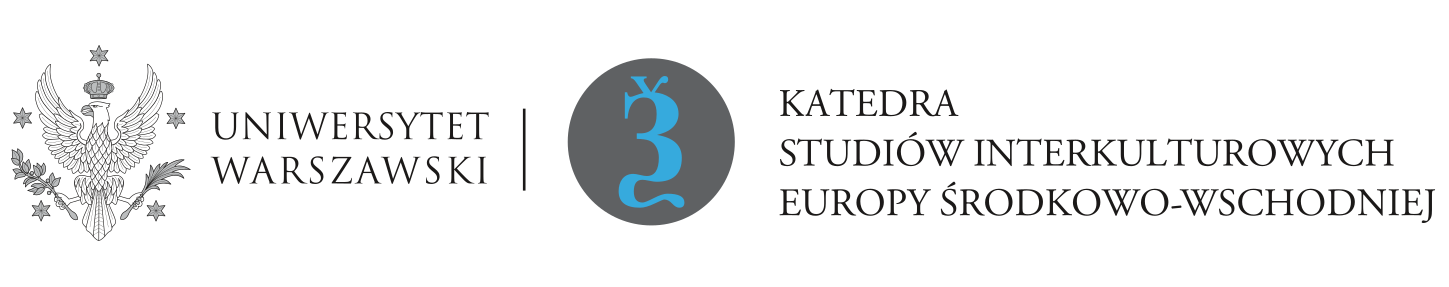 UNIWERSYTET
WARSZAWSKI
KATEDRA
STUDIÓW INTERKULTUROWYCH
EUROPY ŚRODKOWO-WSCHODNIEJ